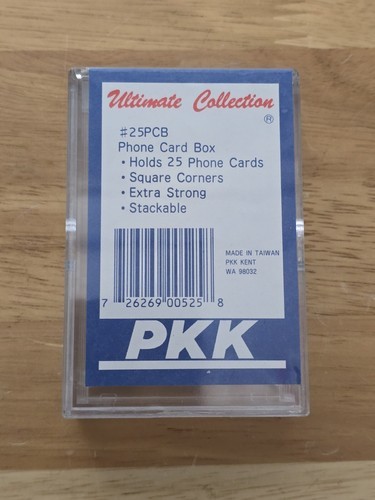 Ultimate Collection
®
#25PCB
Phone Card Box
• Holds 25 Phone Cards
• Square Corners
• Extra Strong
• Stackable
MADE IN TAIWAN
PKK KENT
WA 98032
7 26269 00525 8
PKK